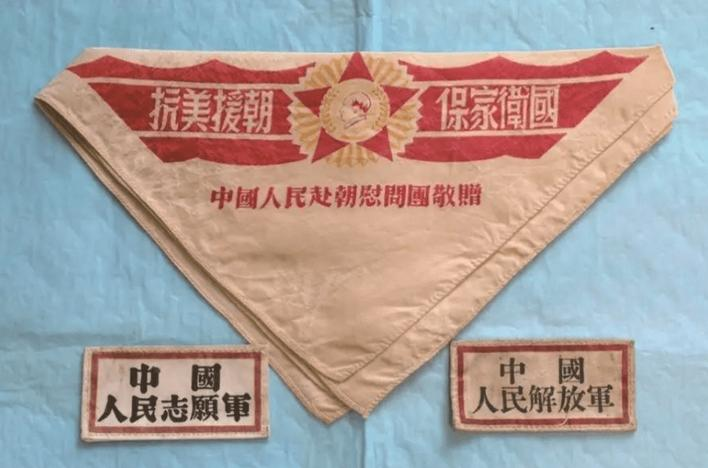 抗美援朝 保家衛國
中國人民赴朝慰問團敬贈
中國
人民志願軍
中國
人民解放軍